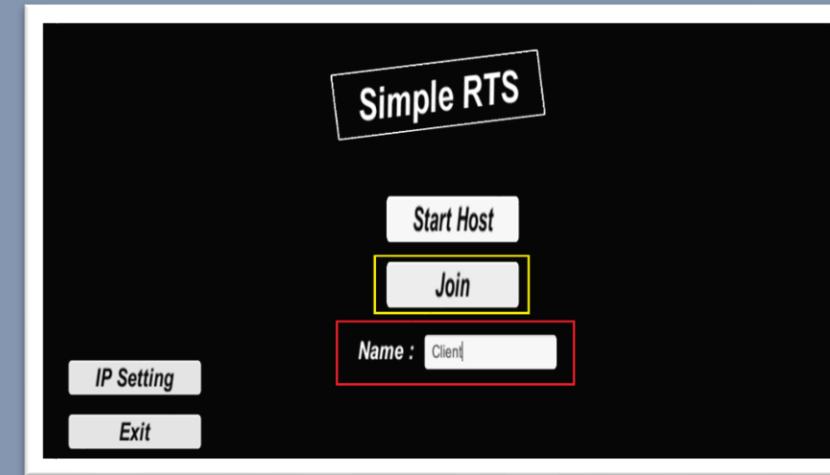 Simple RTS
Start Host
Join
Name : Client
IP Setting
Exit